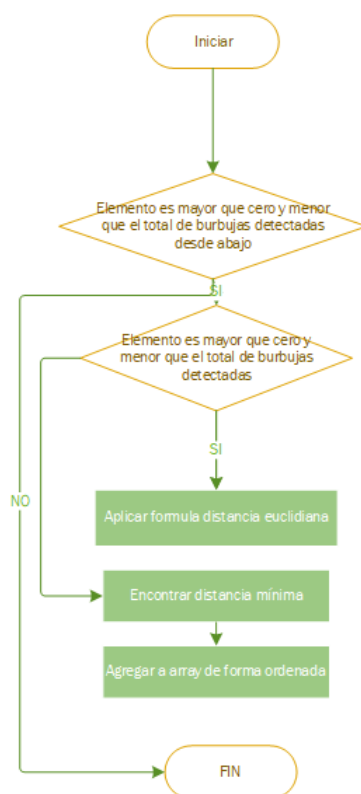 Iniciar
Elemento es mayor que cero y menor
que el total de burbujas detectadas
desde abajo
SI
Elemento es mayor que cero y
menor que el total de burbujas
detectadas
SI
NO
Aplicar formula distancia euclidiana
Encontrar distancia mínima
Agregar a array de forma ordenada
FIN